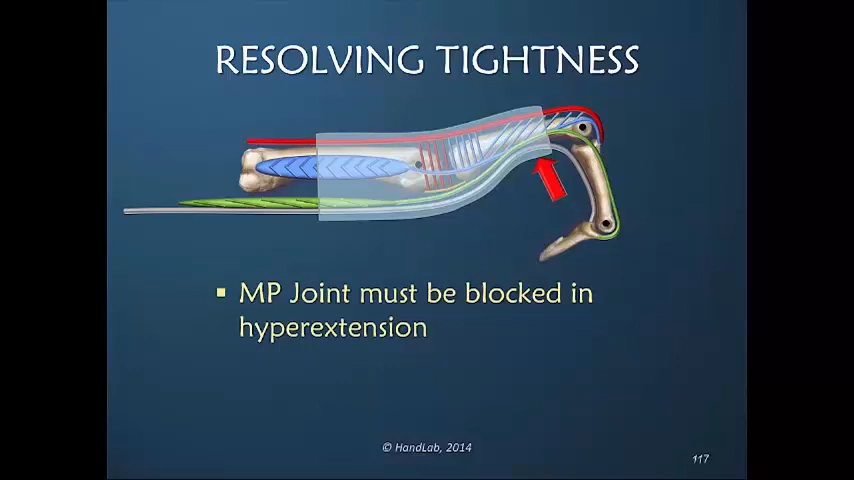 RESOLVING TIGHTNESS
▪ MP Joint must be blocked in
hyperextension
© HandLab, 2014
117